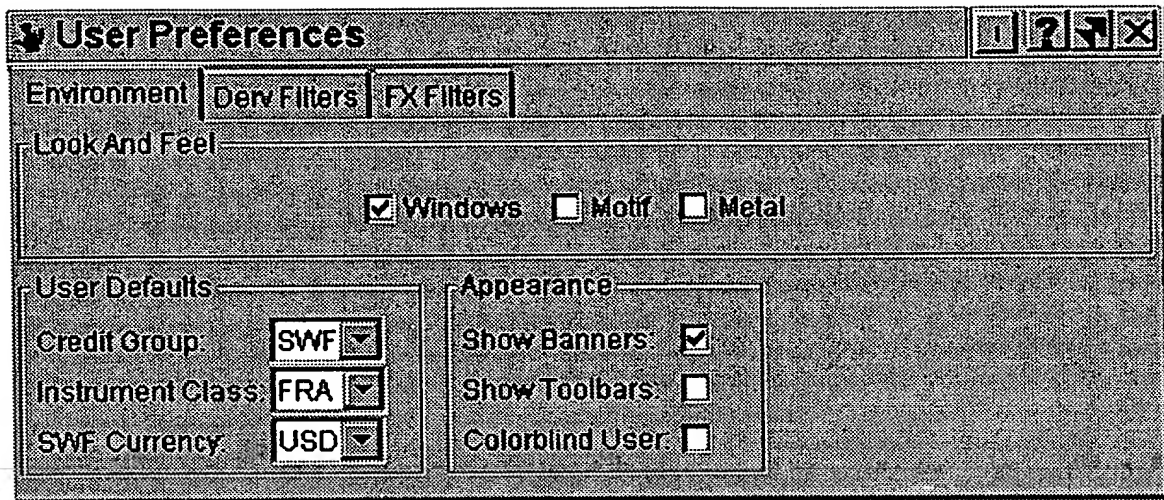 User Preferences
Environment Derv Filters FX Filters
Look And Feel
Windows Motif Metal
User Defaults
Credit Group: SWF
Instrument Class: FRA
SWF Currency: USD
Appearance
Show Banners:
Show Toolbars:
Colorblind User: